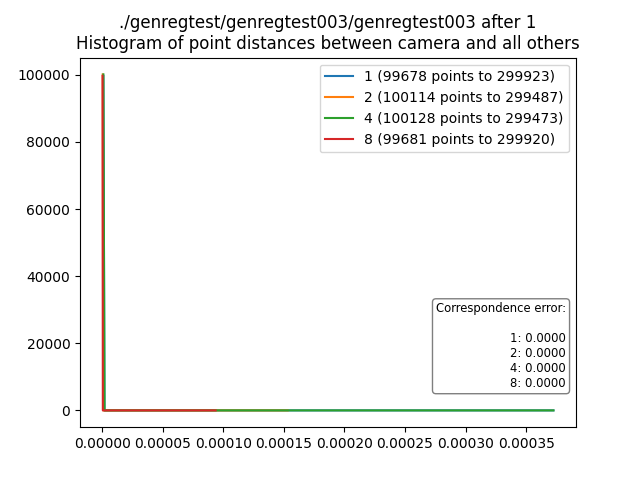 ./genregtest/genregtest003/genregtest003 after 1
Histogram of point distances between camera and all others
100000
80000
60000
40000
20000
0
1 (99678 points to 299923)
2 (100114 points to 299487)
4 (100128 points to 299473)
8 (99681 points to 299920)
Correspondence error:
1: 0.0000
2: 0.0000
4: 0.0000
8: 0.0000
0.00000 0.00005 0.00010 0.00015 0.00020 0.00025 0.00030 0.00035